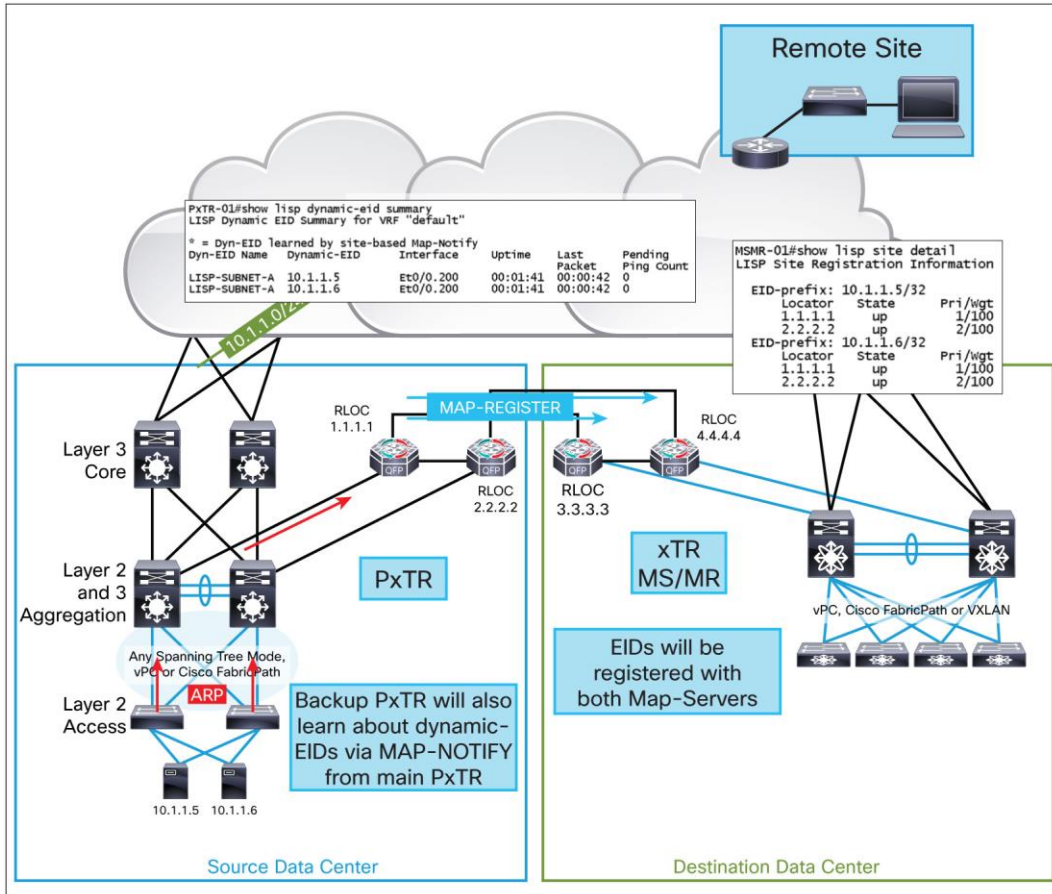 Remote Site
PxTR-01#show lisp dynamic-eid summary
LISP Dynamic EID Summary for VRF "default"
* = Dyn-EID learned by site-based Map-Notify
Dyn-EID Name Dynamic-EID Interface Uptime Last Pending
Packet Ping Count
LISP-SUBNET-A 10.1.1.5 Et0/0.200 00:01:41 00:00:42 0
LISP-SUBNET-A 10.1.1.6 Et0/0.200 00:01:41 00:00:42 0
10.1.1.0/2
MSMR-01#show lisp site detail
LISP Site Registration Information
EID-prefix: 10.1.1.5/32
Locator State Pri/Wgt
1.1.1.1 up 1/100
2.2.2.2 up 2/100
EID-prefix: 10.1.1.6/32
Locator State Pri/Wgt
1.1.1.1 up 1/100
2.2.2.2 up 2/100
Layer 3
Core
RLOC
1.1.1.1
MAP-REGISTER
RLOC
4.4.4.4
QFP
QFP
QFP
QFP
RLOC
2.2.2.2
RLOC
3.3.3.3
Layer 2
and 3
Aggregation
PxTR
xTR
MS/MR
Any Spanning Tree Mode,
vPC or Cisco FabricPath
ARP
Layer 2
Access
10.1.1.5
10.1.1.6
Backup PxTR will also
learn about dynamic-
EIDs via MAP-NOTIFY
from main PxTR
EIDs will be
registered with
both Map-Servers
vPC, Cisco FabricPath or VXLAN
Source Data Center
Destination Data Center